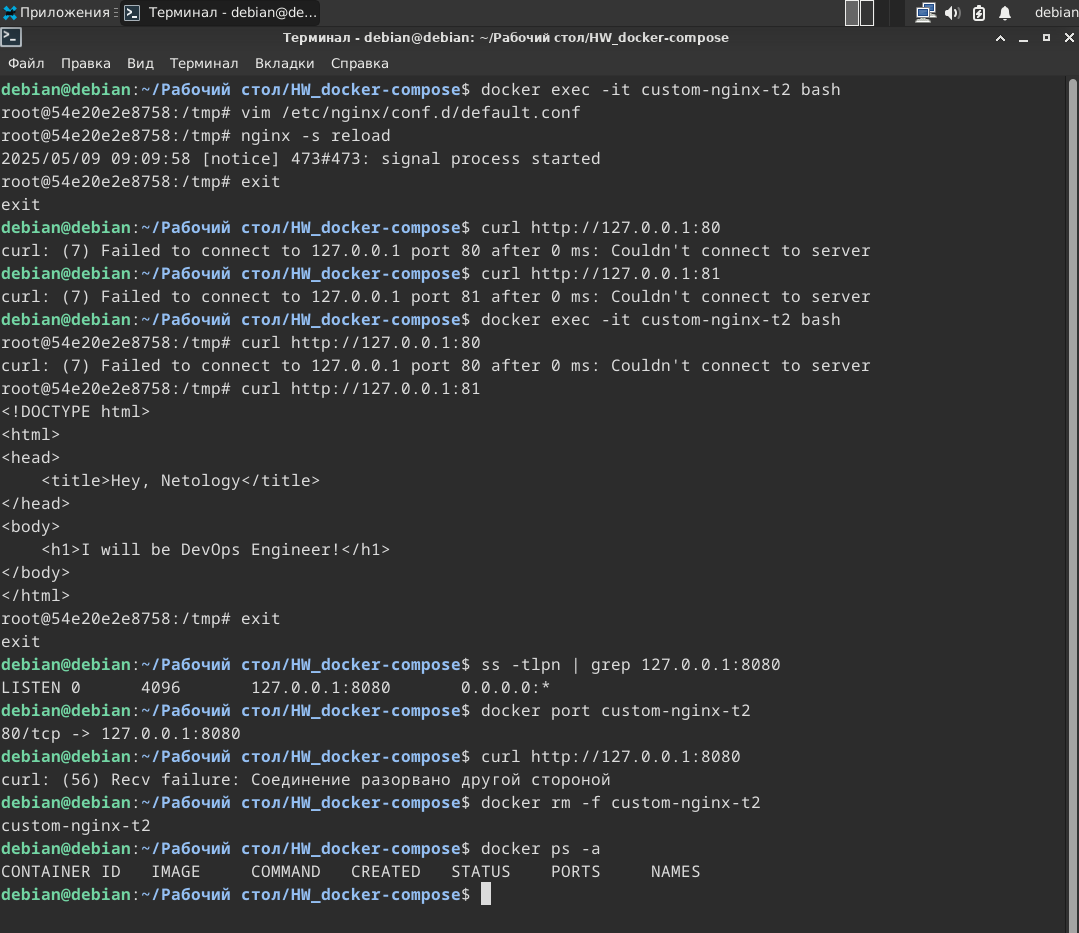 Приложения
Терминал - debian@de...
debian
Терминал - debian@debian: ~/Рабочий стол/HW_docker-compose
Файл Правка Вид Терминал Вкладки Справка
debian@debian:~/Рабочий стол/HW_docker-compose$ docker exec -it custom-nginx-t2 bash
root@54e20e2e8758:/tmp# vim /etc/nginx/conf.d/default.conf
root@54e20e2e8758:/tmp# nginx -s reload
2025/05/09 09:09:58 [notice] 473#473: signal process started
root@54e20e2e8758:/tmp# exit
exit
debian@debian:~/Рабочий стол/HW_docker-compose$ curl http://127.0.0.1:80
curl: (7) Failed to connect to 127.0.0.1 port 80 after 0 ms: Couldn't connect to server
debian@debian:~/Рабочий стол/HW_docker-compose$ curl http://127.0.0.1:81
curl: (7) Failed to connect to 127.0.0.1 port 81 after 0 ms: Couldn't connect to server
debian@debian:~/Рабочий стол/HW_docker-compose$ docker exec -it custom-nginx-t2 bash
root@54e20e2e8758:/tmp# curl http://127.0.0.1:80
curl: (7) Failed to connect to 127.0.0.1 port 80 after 0 ms: Couldn't connect to server
root@54e20e2e8758:/tmp# curl http://127.0.0.1:81
<!DOCTYPE html>
<html>
<head>
    <title>Hey, Netology</title>
</head>
<body>
    <h1>I will be DevOps Engineer!</h1>
</body>
</html>
root@54e20e2e8758:/tmp# exit
exit
debian@debian:~/Рабочий стол/HW_docker-compose$ ss -tlpn | grep 127.0.0.1:8080
LISTEN 0      4096       127.0.0.1:8080       0.0.0.0:*
debian@debian:~/Рабочий стол/HW_docker-compose$ docker port custom-nginx-t2
80/tcp -> 127.0.0.1:8080
debian@debian:~/Рабочий стол/HW_docker-compose$ curl http://127.0.0.1:8080
curl: (56) Recv failure: Соединение разорвано другой стороной
debian@debian:~/Рабочий стол/HW_docker-compose$ docker rm -f custom-nginx-t2
custom-nginx-t2
debian@debian:~/Рабочий стол/HW_docker-compose$ docker ps -a
CONTAINER ID   IMAGE     COMMAND   CREATED   STATUS    PORTS     NAMES
debian@debian:~/Рабочий стол/HW_docker-compose$